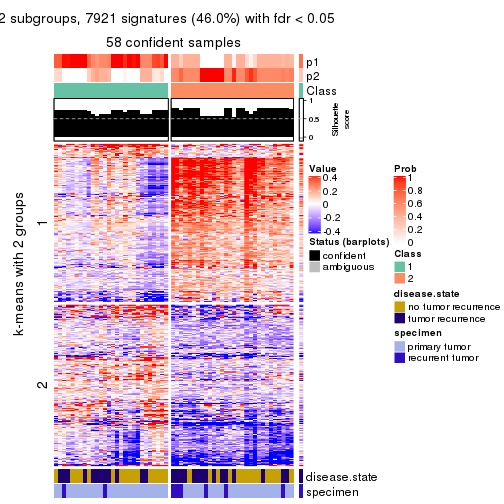 2 subgroups, 7921 signatures (46.0%) with fdr < 0.05
58 confident samples
p1
p2
Class
1
0.5
0
Silhouette
score
k-means with 2 groups
1
2
Value
0.4
0.2
0
-0.2
-0.4
Status (barplots)
confident
ambiguous
Prob
1
0.8
0.6
0.4
0.2
0
Class
1
2
disease.state
no tumor recurrence
tumor recurrence
specimen
primary tumor
recurrent tumor
disease.state
specimen